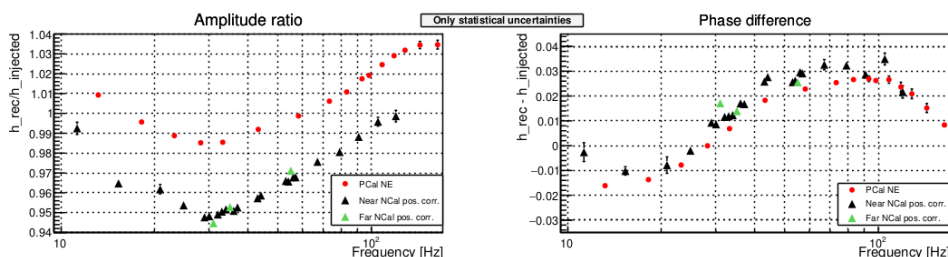 Amplitude ratio
Only statistical uncertainties
Phase difference
h_rec/h_injected
1.04
1.03
1.02
1.01
1
0.99
0.98
0.97
0.96
0.95
0.94
10
10²
Frequency [Hz]
PCal NE
Near NCal pos. corr.
Far NCal pos. corr.
h_rec - h_injected
0.04
0.03
0.02
0.01
0
−0.01
−0.02
−0.03
10
10²
Frequency [Hz]
PCal NE
Near NCal pos. corr.
Far NCal pos. corr.